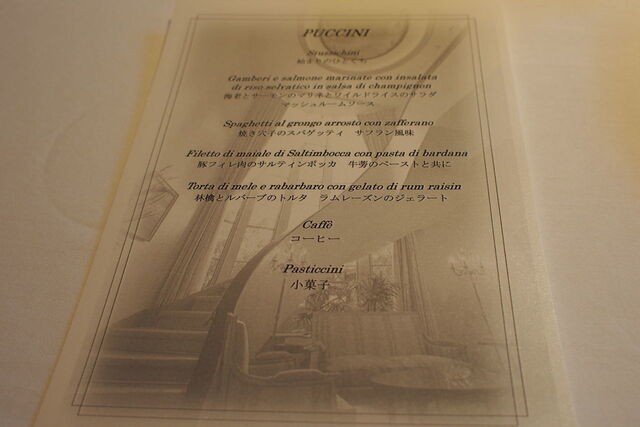 PUCCINI
Stuzzichini
始まりのひとくち
Gamberi e salmone marinate con insalata
di riso selvatico in salsa di champignon
海老とサーモンのマリネとワイルドライスのサラダ
マッシュルームソース
Spaghetti al grongo arrosto con zafferano
焼き穴子のスパゲッティ サフラン風味
Filetto di maiale di Saltimbocca con pasta di bardana
豚フィレ肉のサルティンボッカ 牛蒡のペーストと共に
Torta di mele e rabarbaro con gelato di rum raisin
林檎とルバーブのトルタ ラムレーズンのジェラート
Caffè
コーヒー
Pasticcini
小菓子